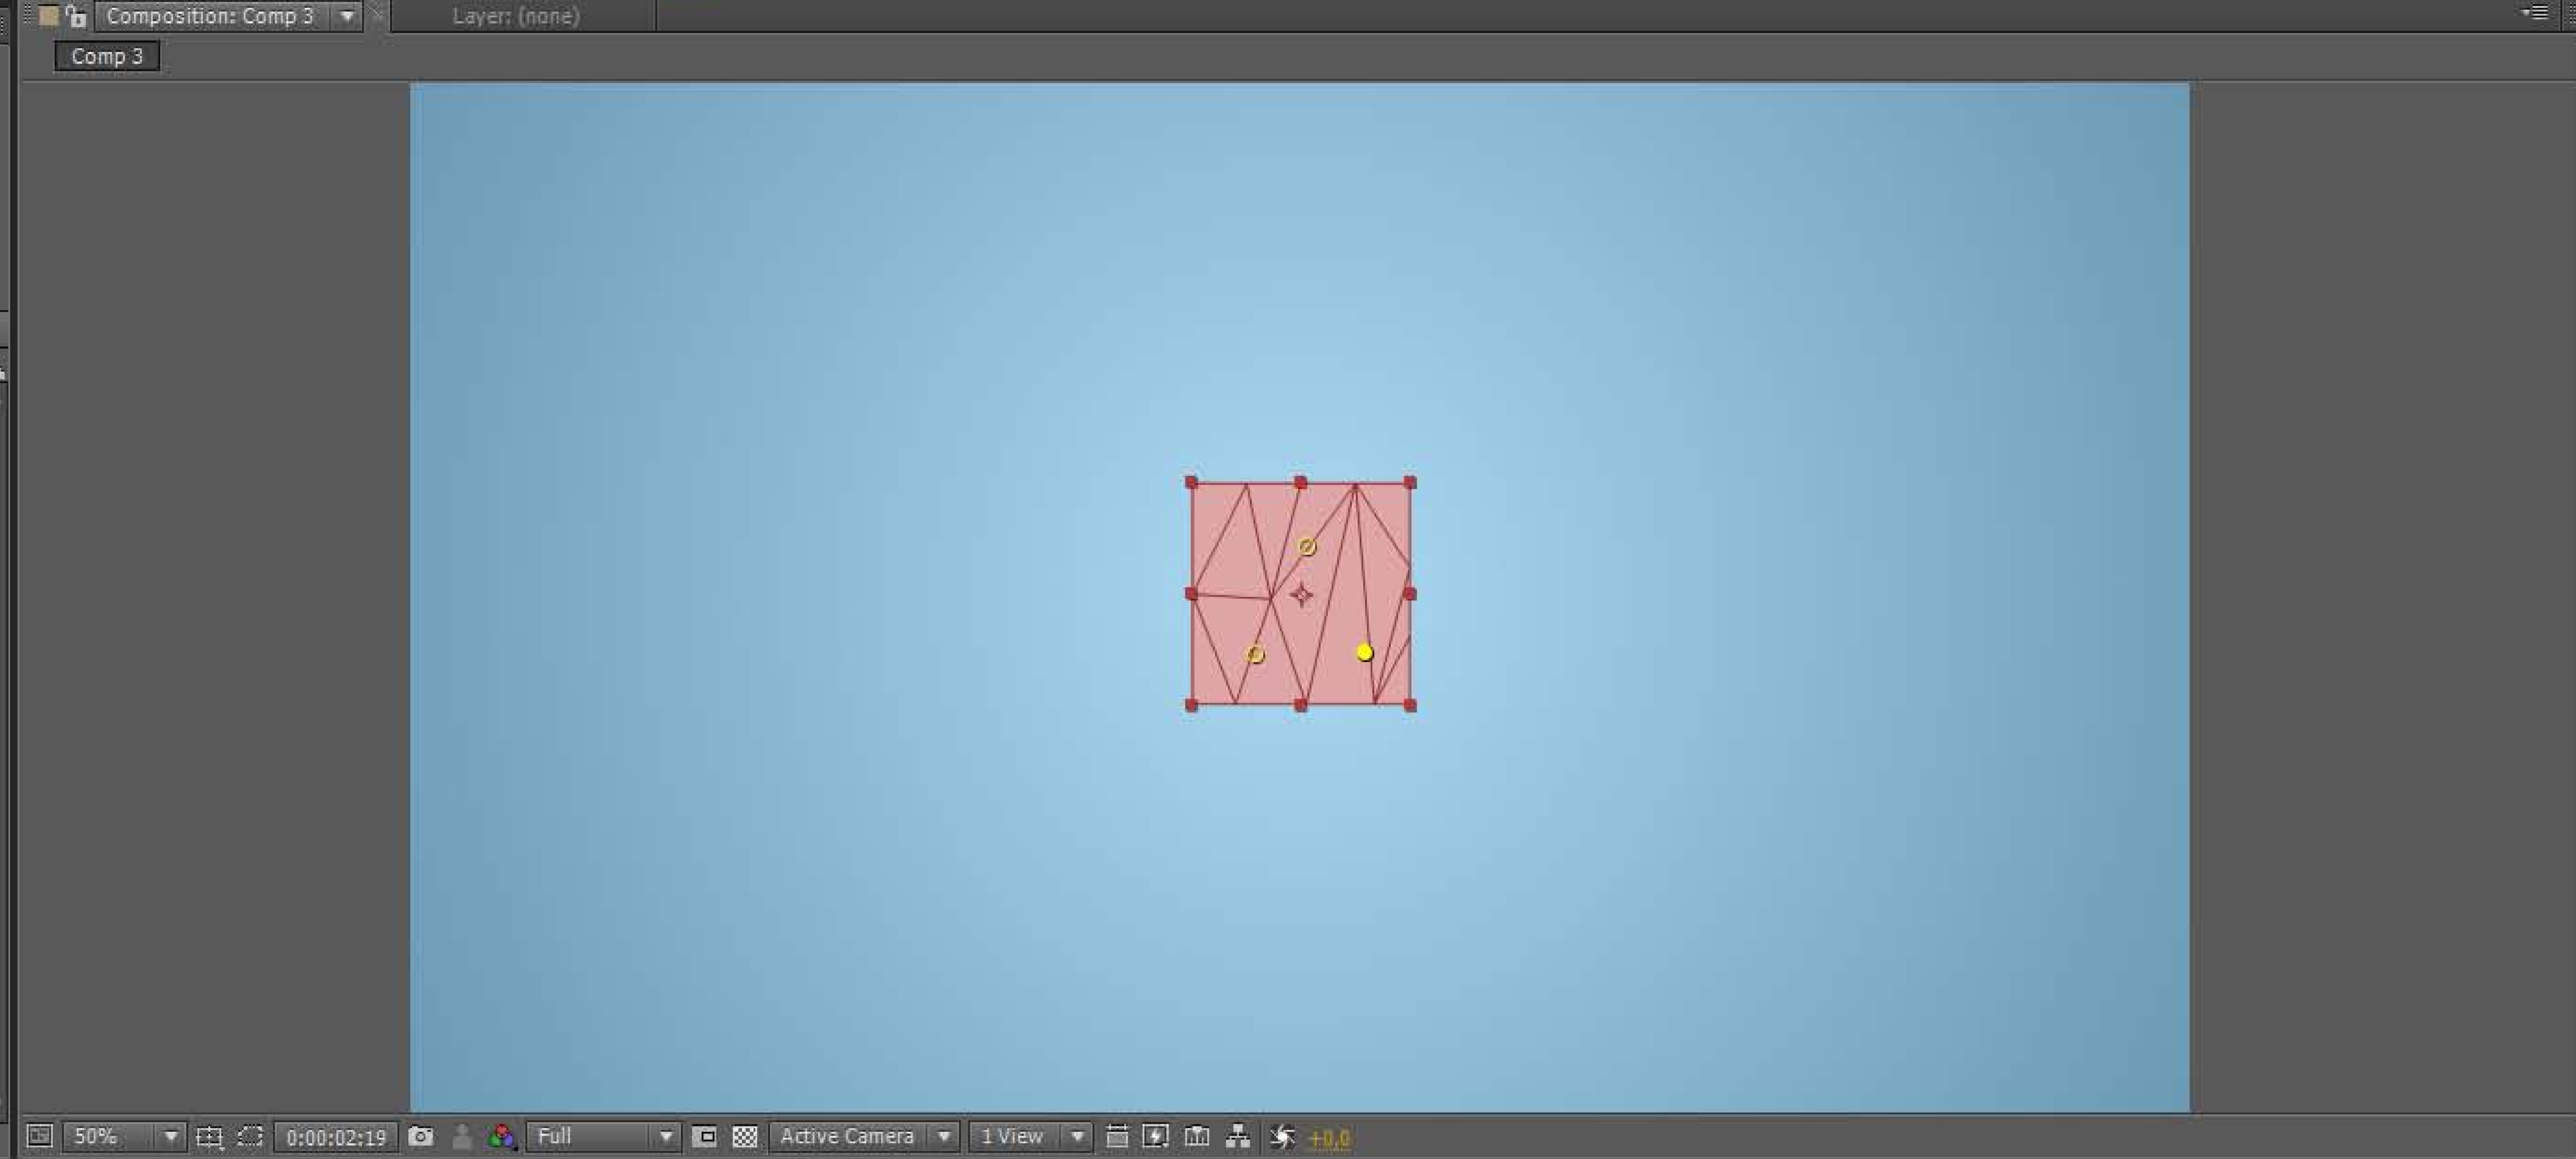 Composition: Comp 3
Layer: (none)
Comp 3
50%
0:00:02:19
Full
Active Camera
1 View
+0,0